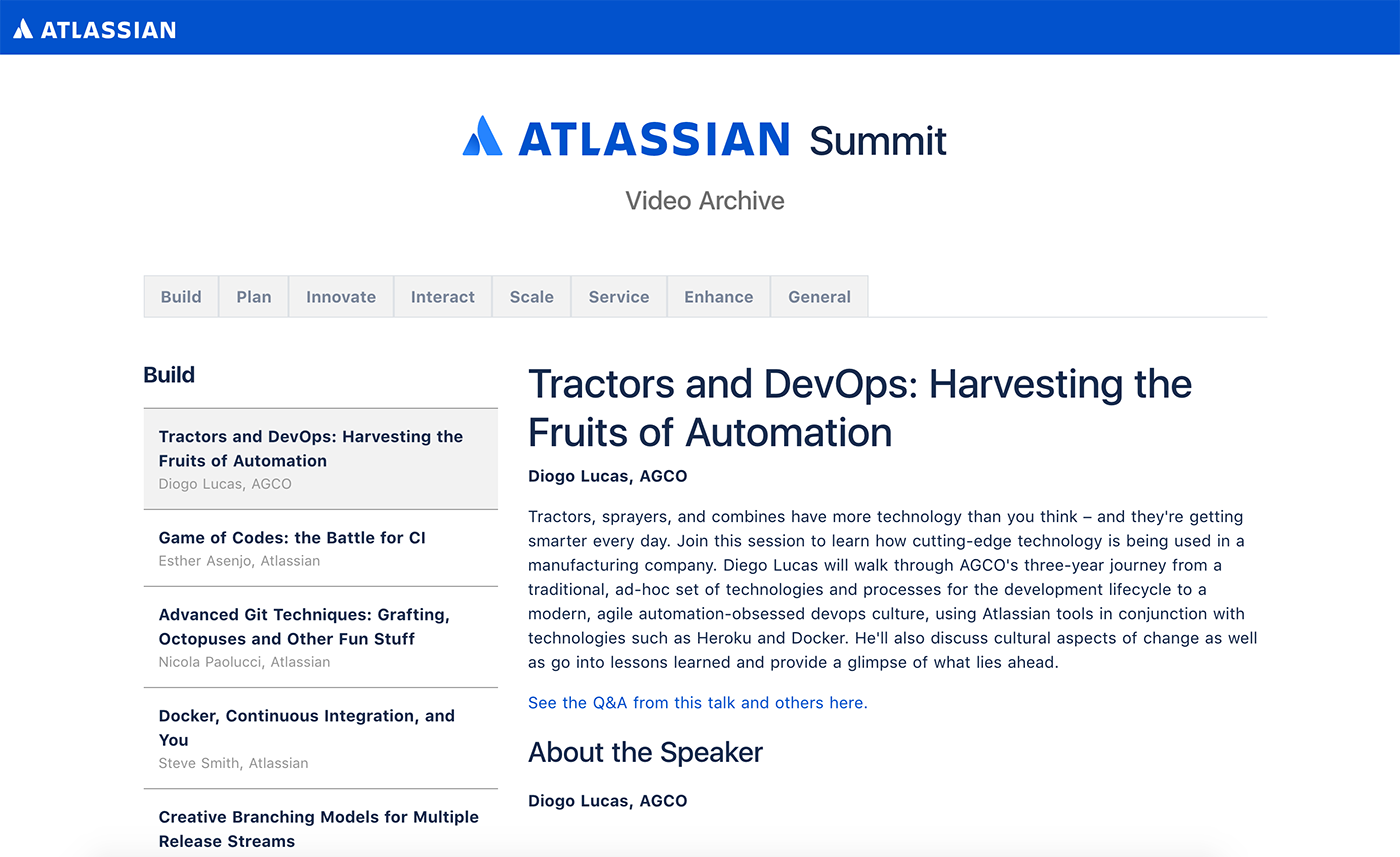 ATLASSIAN
ATLASSIAN Summit
Video Archive
Build Plan Innovate Interact Scale Service Enhance General
Build
Tractors and DevOps: Harvesting the
Fruits of Automation
Diogo Lucas, AGCO
Game of Codes: the Battle for CI
Esther Asenjo, Atlassian
Advanced Git Techniques: Grafting,
Octopuses and Other Fun Stuff
Nicola Paolucci, Atlassian
Docker, Continuous Integration, and
You
Steve Smith, Atlassian
Creative Branching Models for Multiple
Release Streams
Tractors and DevOps: Harvesting the
Fruits of Automation
Diogo Lucas, AGCO
Tractors, sprayers, and combines have more technology than you think – and they're getting
smarter every day. Join this session to learn how cutting-edge technology is being used in a
manufacturing company. Diego Lucas will walk through AGCO's three-year journey from a
traditional, ad-hoc set of technologies and processes for the development lifecycle to a
modern, agile automation-obsessed devops culture, using Atlassian tools in conjunction with
technologies such as Heroku and Docker. He'll also discuss cultural aspects of change as well
as go into lessons learned and provide a glimpse of what lies ahead.
See the Q&A from this talk and others here.
About the Speaker
Diogo Lucas, AGCO